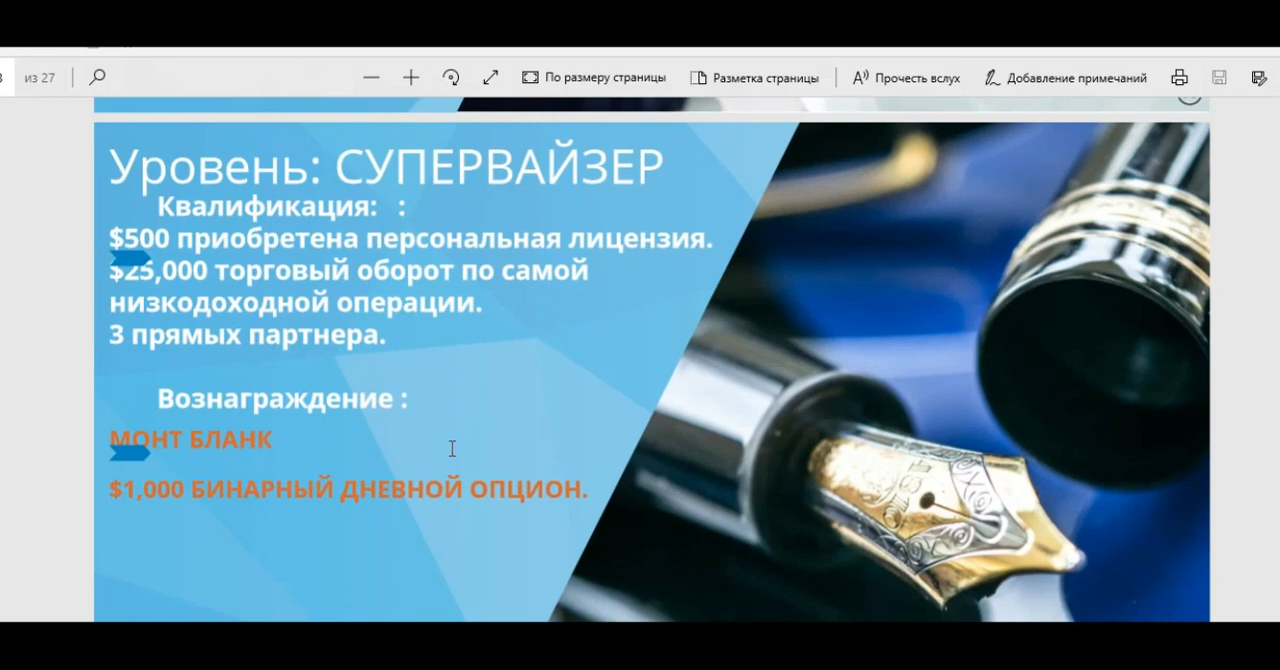 из 27
По размеру страницы
Разметка страницы
Прочесть вслух
Добавление примечаний
Уровень: СУПЕРВАЙЗЕР
Квалификация: :
$500 приобретена персональная лицензия.
$25,000 торговый оборот по самой
низкодоходной операции.
3 прямых партнера.
Вознаграждение :
МОНТ БЛАНК
$1,000 БИНАРНЫЙ ДНЕВНОЙ ОПЦИОН.
4810